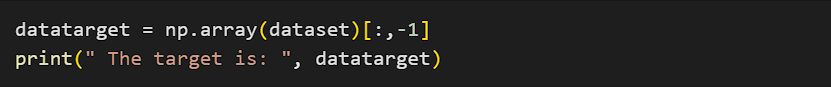 datatarget = np.array(dataset)[:,-1]
print(" The target is: ", datatarget)